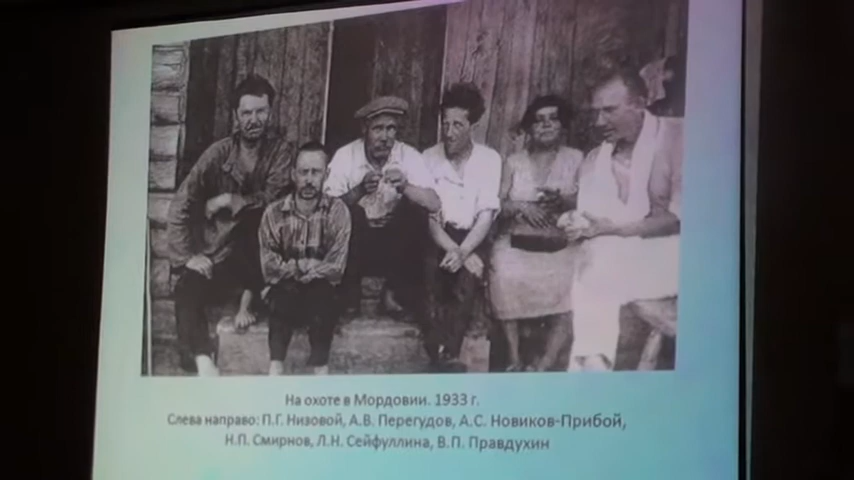 На охоте в Мордовии. 1933 г.
Слева направо: П.Г. Низовой, А.В. Перегудов, А.С. Новиков-Прибой,
Н.П. Смирнов, Л.Н. Сейфуллина, В.П. Правдухин